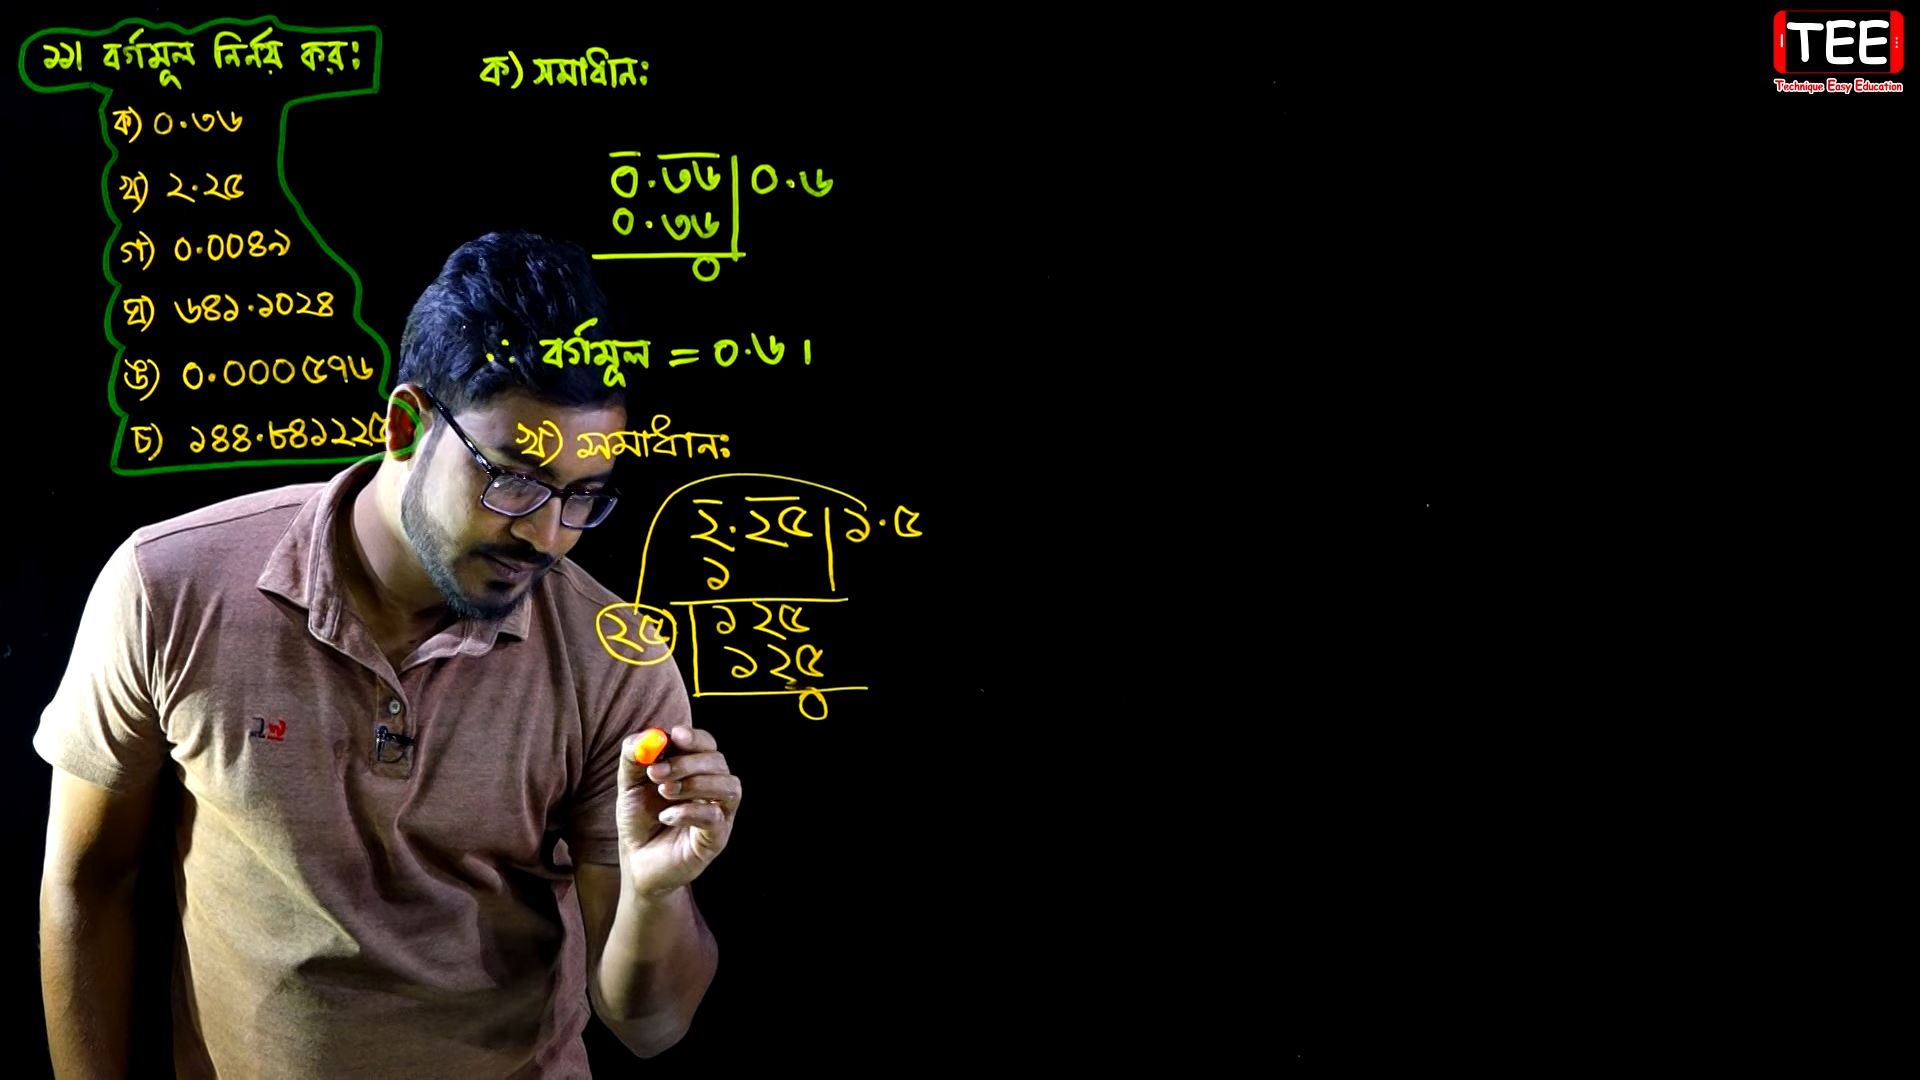 ১১। বর্গমূল নির্নয় কর:
ক) ০.৩৬
খ) ২.২৫
গ) ০.০০৪৯
ঘ) ৬৪১.১০২৪
ঙ) ০.০০০৫৭৬
চ) ১৪৪.৮৪১২২৫
ক) সমাধান:
০.৩৬ | ০.৬
০.৩৬
০
∴ বর্গমূল = ০.৬।
খ) সমাধান:
২.২৫ | ১.৫
১
২৫ | ১২৫
১২৫
০
TEE
Technique Easy Education